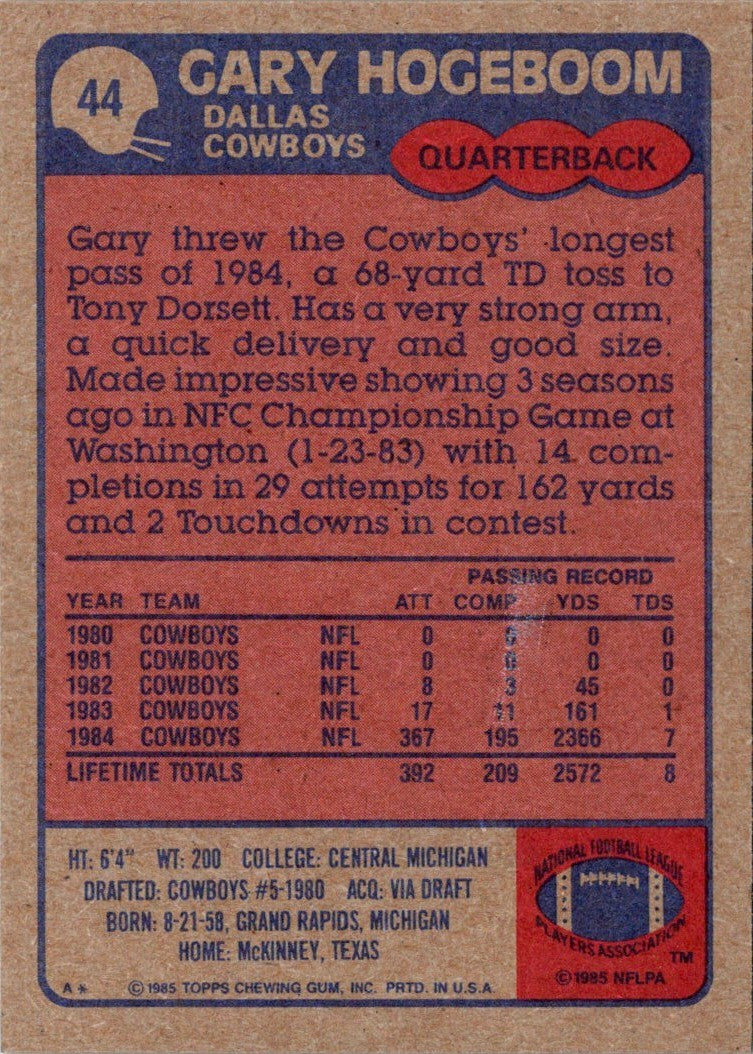 44
GARY HOGEBOOM
DALLAS
COWBOYS
QUARTERBACK
Gary threw the Cowboys' longest
pass of 1984, a 68-yard TD toss to
Tony Dorsett. Has a very strong arm,
a quick delivery and good size.
Made impressive showing 3 seasons
ago in NFC Championship Game at
Washington (1-23-83) with 14 com-
pletions in 29 attempts for 162 yards
and 2 Touchdowns in contest.
PASSING RECORD
YEAR TEAM ATT COMP YDS TDS
1980 COWBOYS NFL 0 0 0 0
1981 COWBOYS NFL 0 0 0 0
1982 COWBOYS NFL 8 3 45 0
1983 COWBOYS NFL 17 11 161 1
1984 COWBOYS NFL 367 195 2366 7
LIFETIME TOTALS 392 209 2572 8
HT: 6'4" WT: 200 COLLEGE: CENTRAL MICHIGAN
DRAFTED: COWBOYS #5-1980 ACQ: VIA DRAFT
BORN: 8-21-58, GRAND RAPIDS, MICHIGAN
HOME: McKINNEY, TEXAS
A * © 1985 TOPPS CHEWING GUM, INC. PRTD. IN U.S.A.
NATIONAL FOOTBALL LEAGUE
PLAYERS ASSOCIATION
TM
© 1985 NFLPA